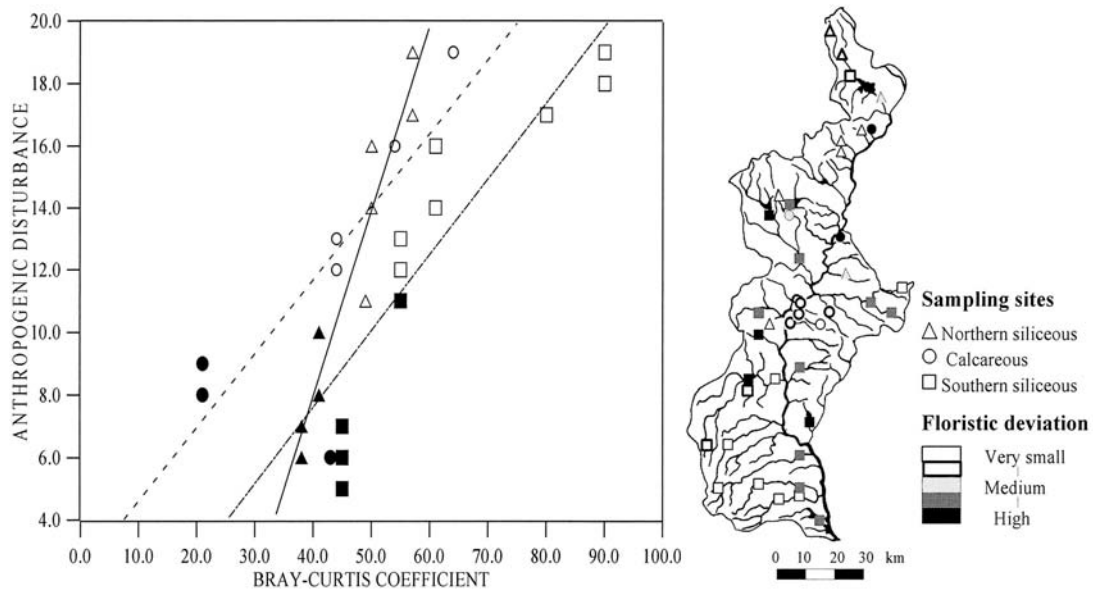 20.0
18.0
16.0
14.0
12.0
10.0
8.0
6.0
4.0
ANTHROPOGENIC DISTURBANCE
0.0 10.0 20.0 30.0 40.0 50.0 60.0 70.0 80.0 90.0 100.0
BRAY-CURTIS COEFFICIENT
Sampling sites
Northern siliceous
Calcareous
Southern siliceous
Floristic deviation
Very small
Medium
High
0 10 20 30 km